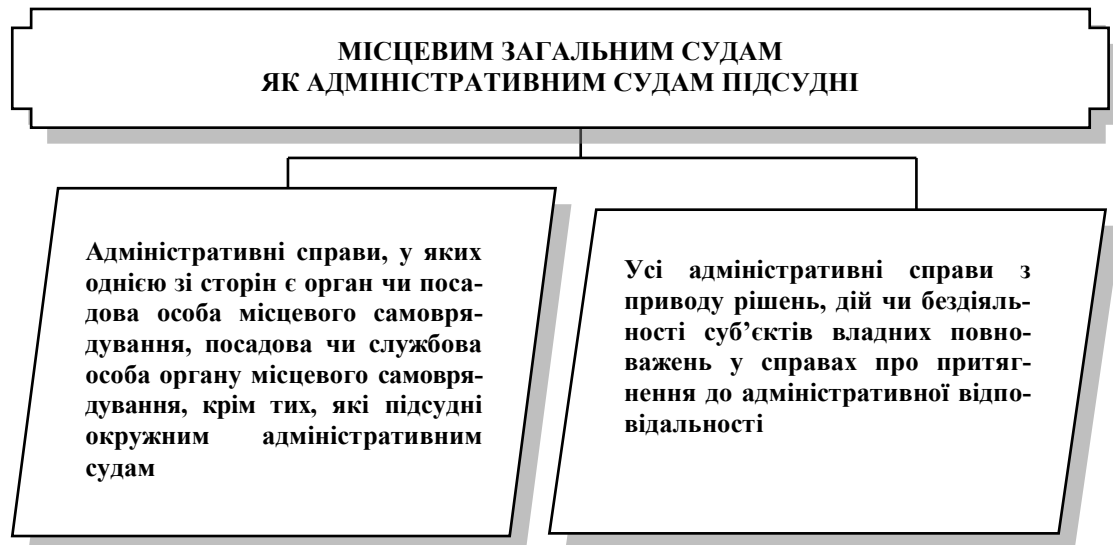 МІСЦЕВИМ ЗАГАЛЬНИМ СУДАМ
ЯК АДМІНІСТРАТИВНИМ СУДАМ ПІДСУДНІ
Адміністративні справи, у яких
однією зі сторін є орган чи поса-
дова особа місцевого самовря-
дування, посадова чи службова
особа органу місцевого самовря-
дування, крім тих, які підсудні
окружним адміністративним
судам
Усі адміністративні справи з
приводу рішень, дій чи бездіяль-
ності суб’єктів владних повно-
важень у справах про притяг-
нення до адміністративної відпо-
відальності